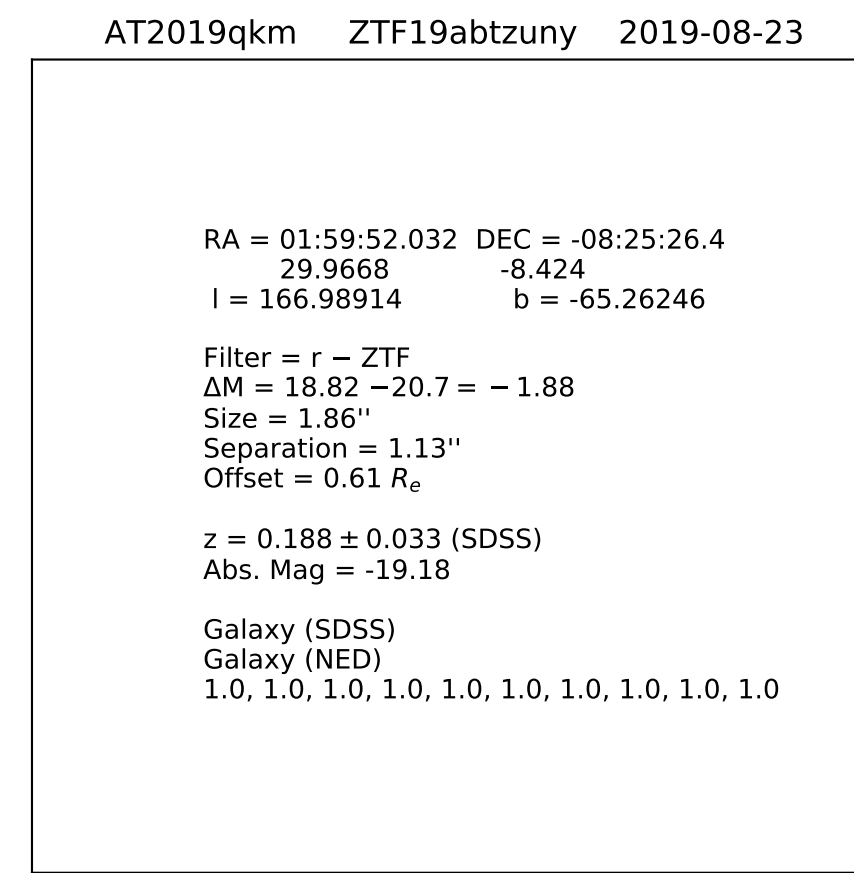 AT2019qkm ZTF19abtzuny 2019-08-23
RA = 01:59:52.032 DEC = -08:25:26.4
29.9668 -8.424
l = 166.98914 b = -65.26246
Filter = r − ZTF
ΔM = 18.82 −20.7 = − 1.88
Size = 1.86''
Separation = 1.13''
Offset = 0.61 Rₑ
z = 0.188 ± 0.033 (SDSS)
Abs. Mag = -19.18
Galaxy (SDSS)
Galaxy (NED)
1.0, 1.0, 1.0, 1.0, 1.0, 1.0, 1.0, 1.0, 1.0, 1.0